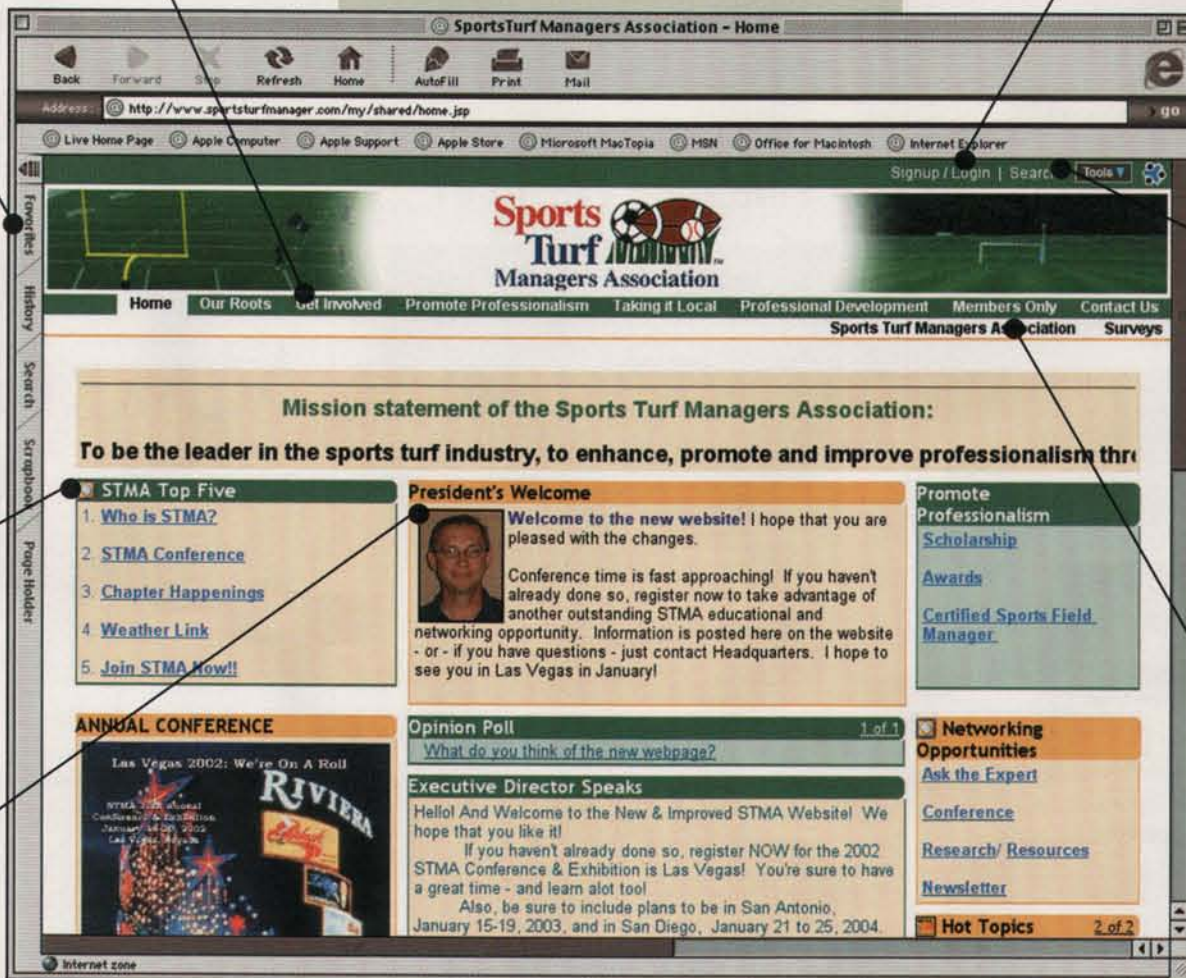 SportsTurf Managers Association - Home
Back Forward Stop Refresh Home AutoFill Print Mail
Address: http://www.sportsturfmanager.com/my/shared/home.jsp go
Live Home Page Apple Computer Apple Support Apple Store Microsoft MacTopia MSN Office for Macintosh Internet Explorer
Signup / Login | Search Tools
Favorites
History
Search
Scrapbook
Page Holder
Sports
Turf
Managers Association
Home Our Roots Get Involved Promote Professionalism Taking it Local Professional Development Members Only Contact Us
Sports Turf Managers Association Surveys
Mission statement of the Sports Turf Managers Association:
To be the leader in the sports turf industry, to enhance, promote and improve professionalism thr
STMA Top Five
1. Who is STMA?
2. STMA Conference
3. Chapter Happenings
4. Weather Link
5. Join STMA Now!!
President's Welcome
Welcome to the new website! I hope that you are
pleased with the changes.
Conference time is fast approaching! If you haven't
already done so, register now to take advantage of
another outstanding STMA educational and
networking opportunity. Information is posted here on the website
- or - if you have questions - just contact Headquarters. I hope to
see you in Las Vegas in January!
Promote
Professionalism
Scholarship
Awards
Certified Sports Field
Manager
ANNUAL CONFERENCE
Las Vegas 2002: We're On A Roll
RIVIERA
Conference & Exhibition
January 16-20, 2002
Las Vegas, Nevada
Opinion Poll 1 of 1
What do you think of the new webpage?
Executive Director Speaks
Hello! And Welcome to the New & Improved STMA Website! We
hope that you like it!
If you haven't already done so, register NOW for the 2002
STMA Conference & Exhibition is Las Vegas! You're sure to have
a great time - and learn alot too!
Also, be sure to include plans to be in San Antonio,
January 15-19, 2003, and in San Diego, January 21 to 25, 2004.
Networking
Opportunities
Ask the Expert
Conference
Research/ Resources
Newsletter
Hot Topics 2 of 2
Internet zone